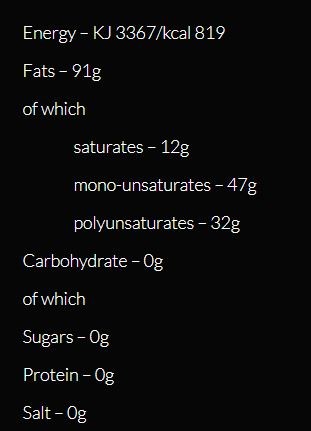 Energy – KJ 3367/kcal 819
Fats – 91g
of which
saturates – 12g
mono-unsaturates – 47g
polyunsaturates – 32g
Carbohydrate – 0g
of which
Sugars – 0g
Protein – 0g
Salt – 0g